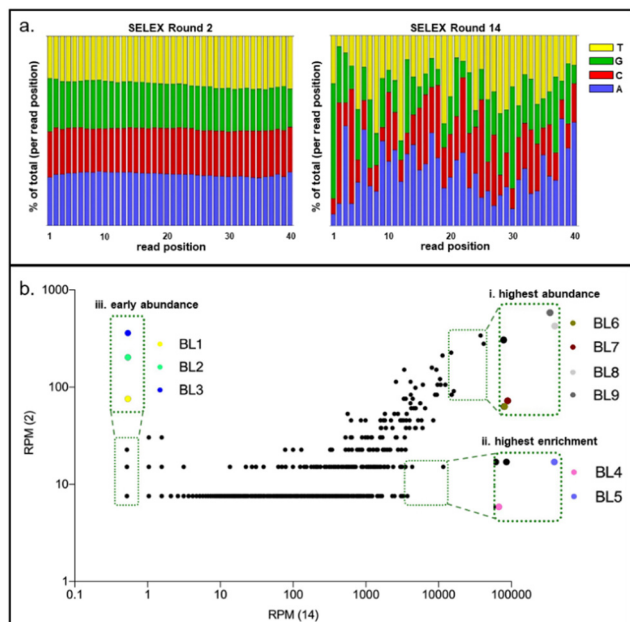 a.
SELEX Round 2
SELEX Round 14
T
G
C
A
% of total (per read position)
% of total (per read position)
1 10 20 30 40
1 10 20 30 40
read position
read position
b.
1000
100
10
1
RPM (2)
0.1 1 10 100 1000 10000 100000
RPM (14)
iii. early abundance
BL1
BL2
BL3
i. highest abundance
BL6
BL7
BL8
BL9
ii. highest enrichment
BL4
BL5